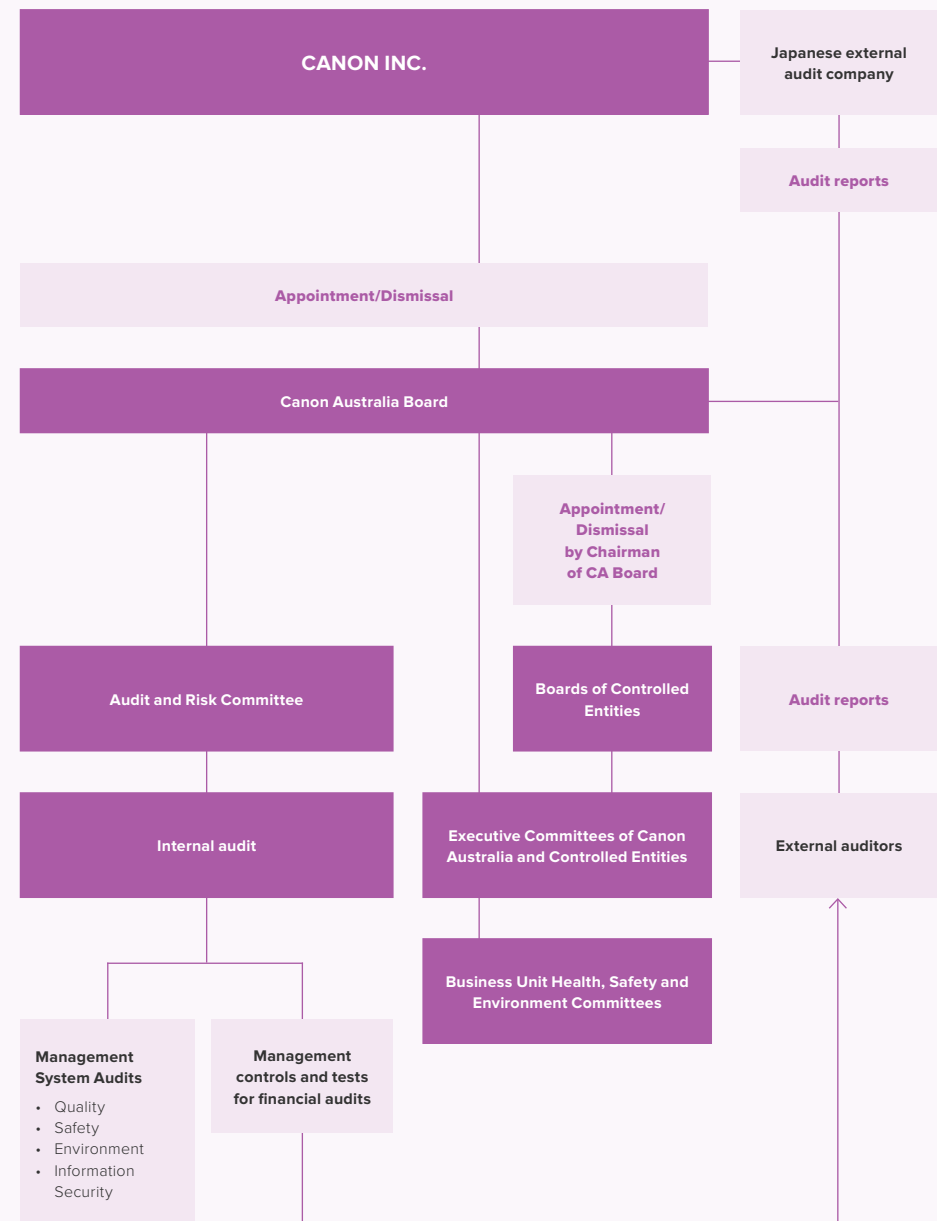 CANON INC.
Japanese external
audit company
Audit reports
Appointment/Dismissal
Canon Australia Board
Appointment/
Dismissal
by Chairman
of CA Board
Audit and Risk Committee
Boards of Controlled
Entities
Audit reports
Internal audit
Executive Committees of Canon
Australia and Controlled Entities
External auditors
Business Unit Health, Safety and
Environment Committees
Management
System Audits
• Quality
• Safety
• Environment
• Information
Security
Management
controls and tests
for financial audits